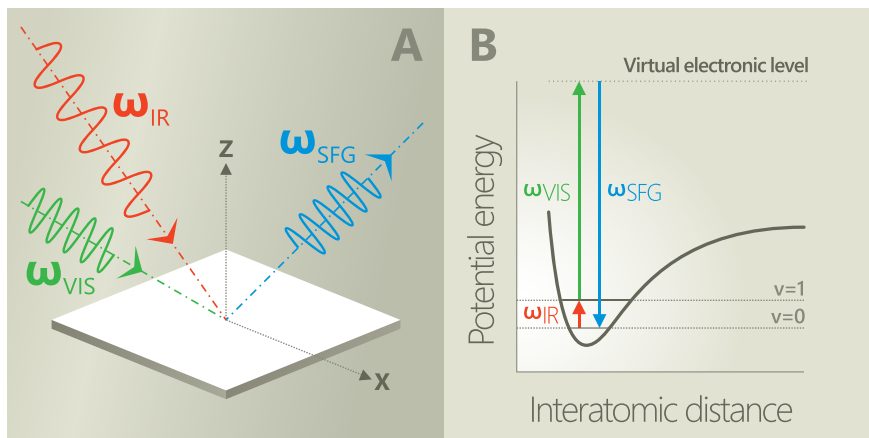 A
ωIR
z
ωSFG
ωVIS
x
B
Virtual electronic level
Potential energy
ωVIS
ωSFG
v=1
ωIR
v=0
Interatomic distance